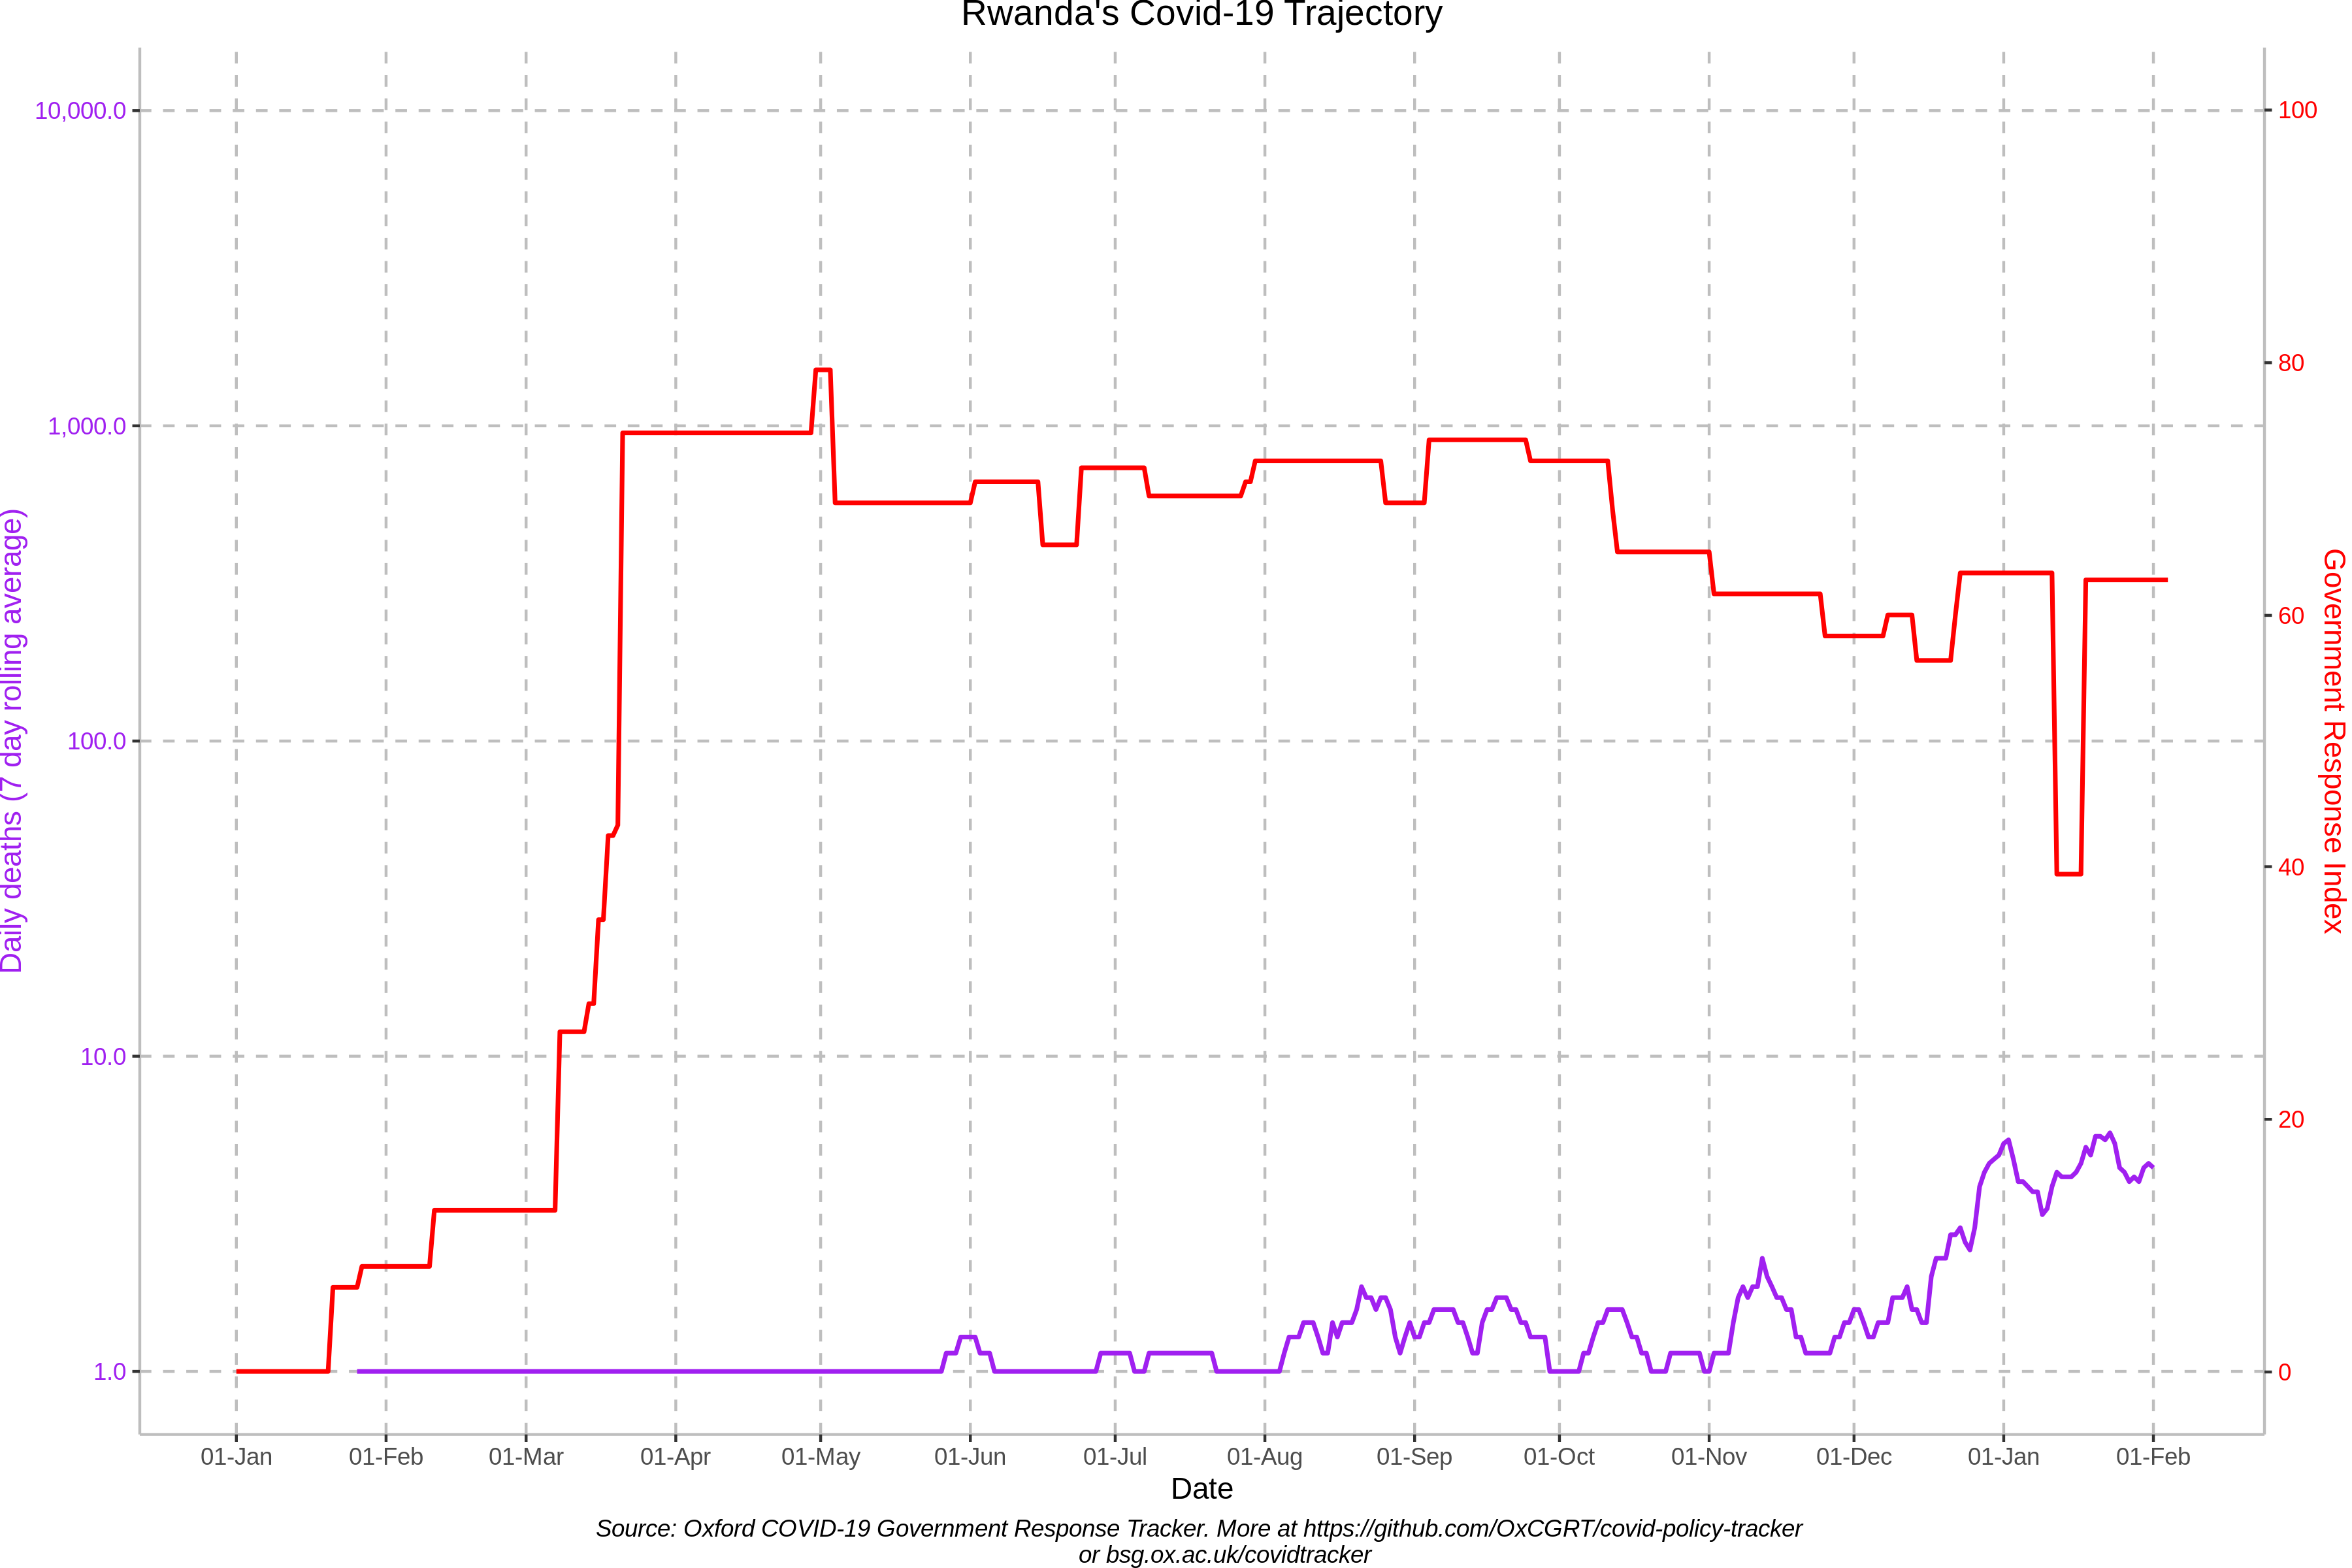 Rwanda's Covid-19 Trajectory
10,000.0
1,000.0
100.0
10.0
1.0
Daily deaths (7 day rolling average)
100
80
60
40
20
0
Government Response Index
01-Jan 01-Feb 01-Mar 01-Apr 01-May 01-Jun 01-Jul 01-Aug 01-Sep 01-Oct 01-Nov 01-Dec 01-Jan 01-Feb
Date
Source: Oxford COVID-19 Government Response Tracker. More at https://github.com/OxCGRT/covid-policy-tracker
or bsg.ox.ac.uk/covidtracker